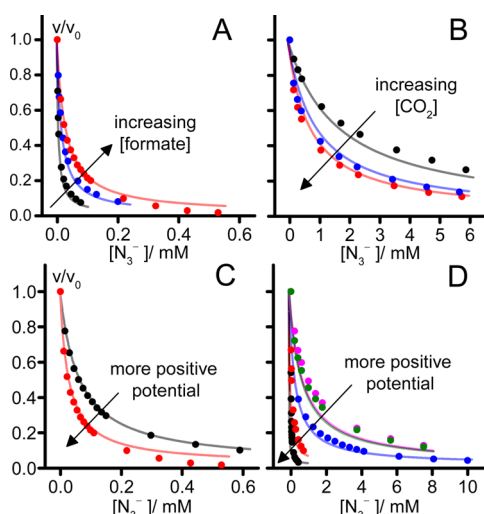 v/v₀ A
1.0
0.8
0.6
0.4
0.2
0.0
increasing
[formate]
0.0 0.2 0.4 0.6
[N₃⁻]/ mM
B
increasing
[CO₂]
0 1 2 3 4 5 6
[N₃⁻]/ mM
v/v₀ C
1.0
0.8
0.6
0.4
0.2
0.0
more positive
potential
0.0 0.2 0.4 0.6
[N₃⁻]/ mM
D
more positive
potential
0 2 4 6 8 10
[N₃⁻]/ mM